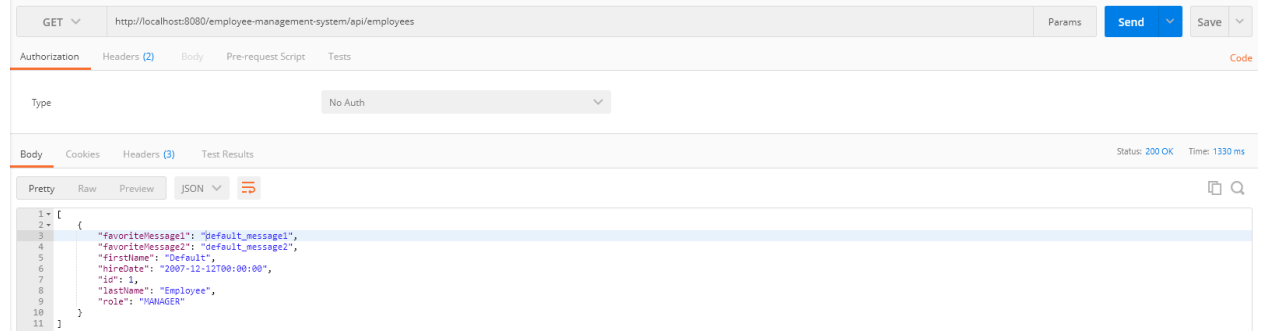 GET http://localhost:8080/employee-management-system/api/employees Params Send Save
Authorization Headers (2) Body Pre-request Script Tests Code
Type No Auth
Body Cookies Headers (3) Test Results Status: 200 OK Time: 1330 ms
Pretty Raw Preview JSON
1 [
2 {
3 "favoriteMessage1": "default_message1",
4 "favoriteMessage2": "default_message2",
5 "firstName": "Default",
6 "hireDate": "2007-12-12T00:00:00",
7 "id": 1,
8 "lastName": "Employee",
9 "role": "MANAGER"
10 }
11 ]